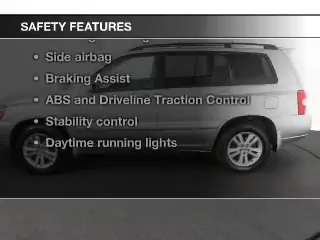 SAFETY FEATURES
• Side airbag
• Braking Assist
• ABS and Driveline Traction Control
• Stability control
• Daytime running lights